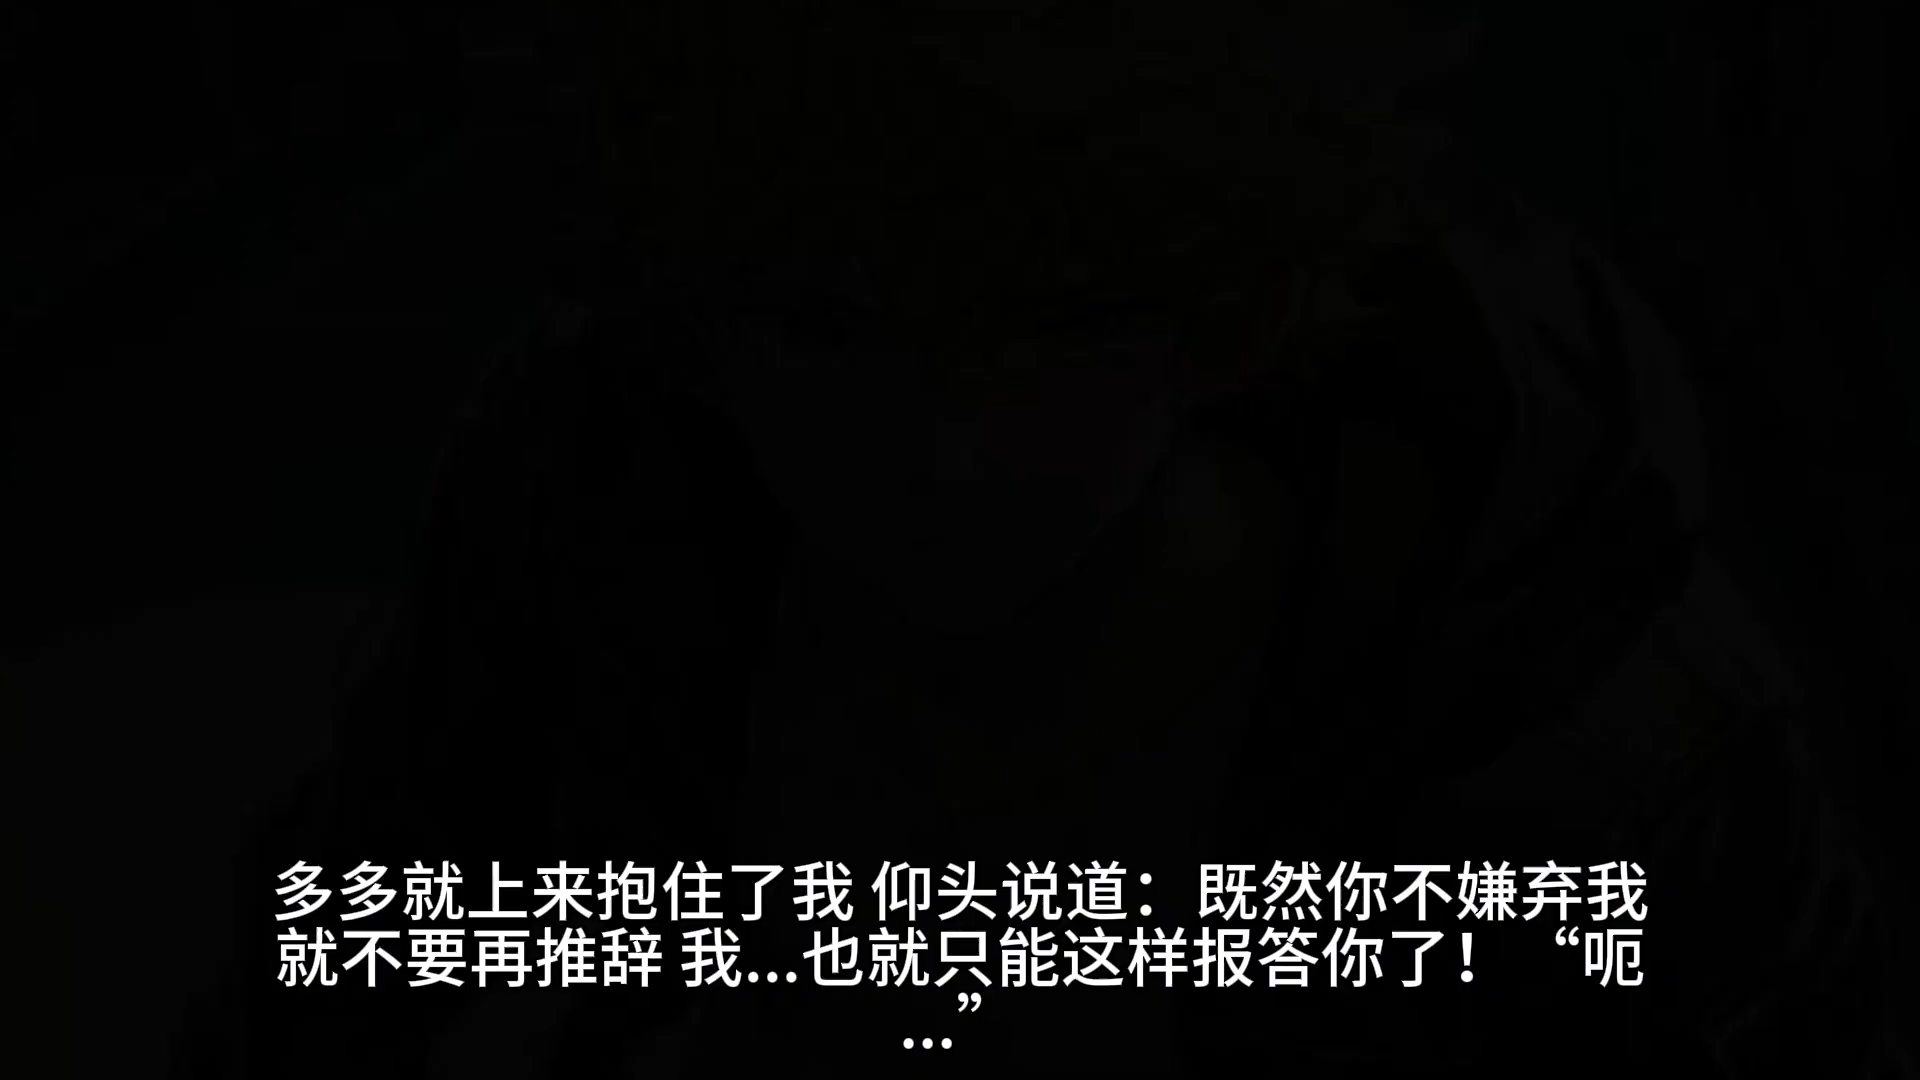 多多就上来抱住了我 仰头说道：既然你不嫌弃我
就不要再推辞 我...也就只能这样报答你了！“呃
...”